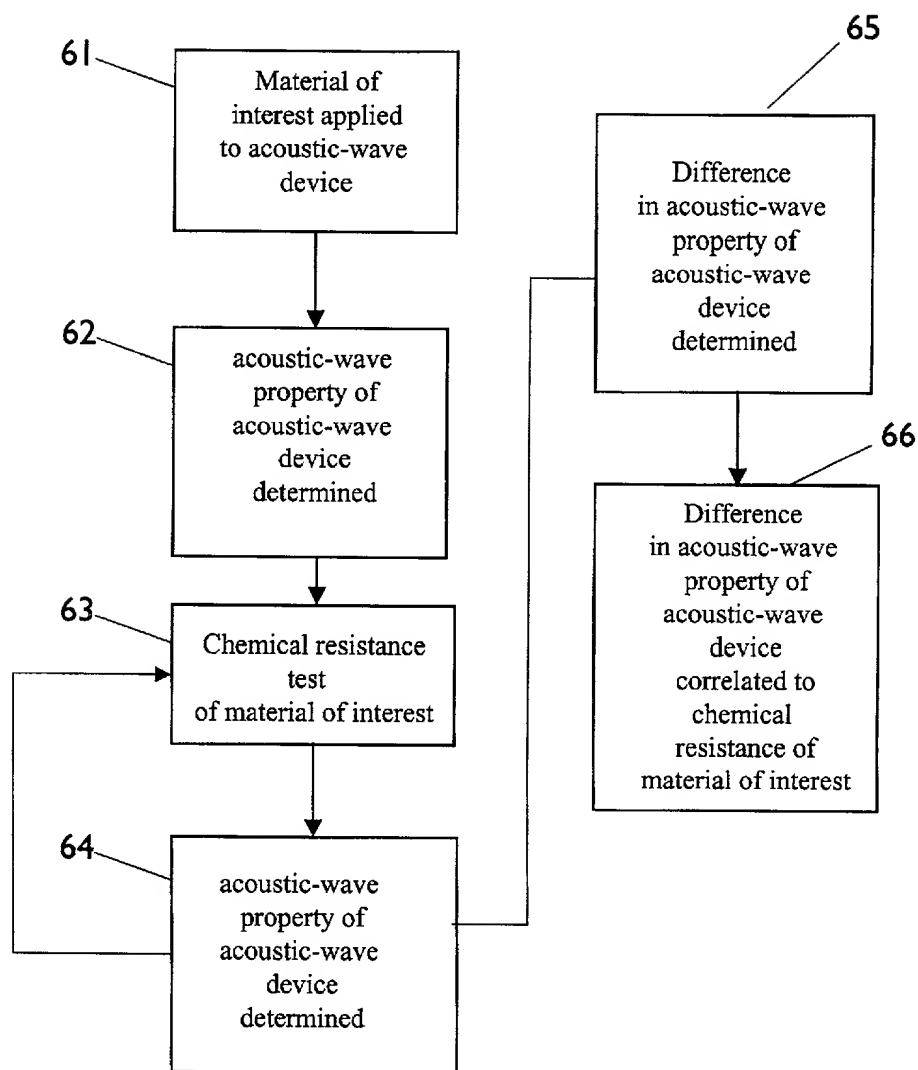 61
Material of
interest applied
to acoustic-wave
device
62
acoustic-wave
property of
acoustic-wave
device
determined
63
Chemical resistance
test
of material of interest
64
acoustic-wave
property of
acoustic-wave
device
determined
65
Difference
in acoustic-wave
property of
acoustic-wave
device
determined
66
Difference
in acoustic-wave
property of
acoustic-wave
device
correlated to
chemical
resistance of
material of interest